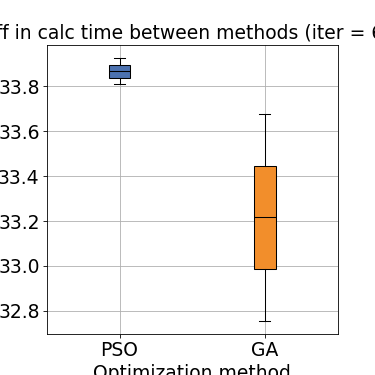 ff in calc time between methods (iter = 6
33.8
33.6
33.4
33.2
33.0
32.8
PSO GA
Optimization method